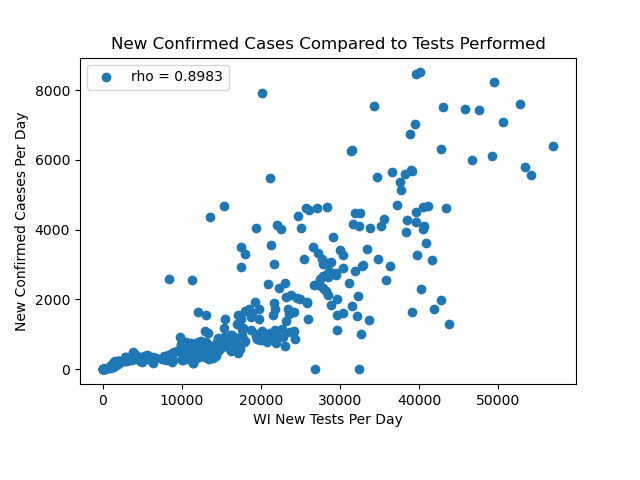 New Confirmed Cases Compared to Tests Performed
rho = 0.8983
New Confirmed Caeses Per Day
8000
6000
4000
2000
0
0 10000 20000 30000 40000 50000
WI New Tests Per Day